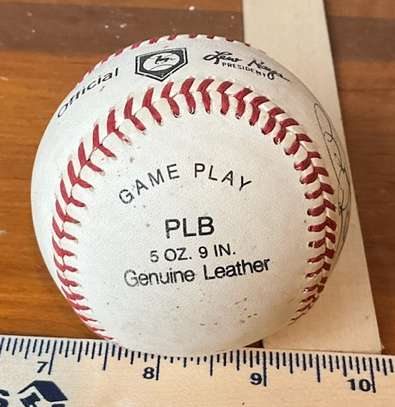 Official
PRESIDENT
GAME PLAY
PLB
5 OZ. 9 IN.
Genuine Leather
7 8 9 10